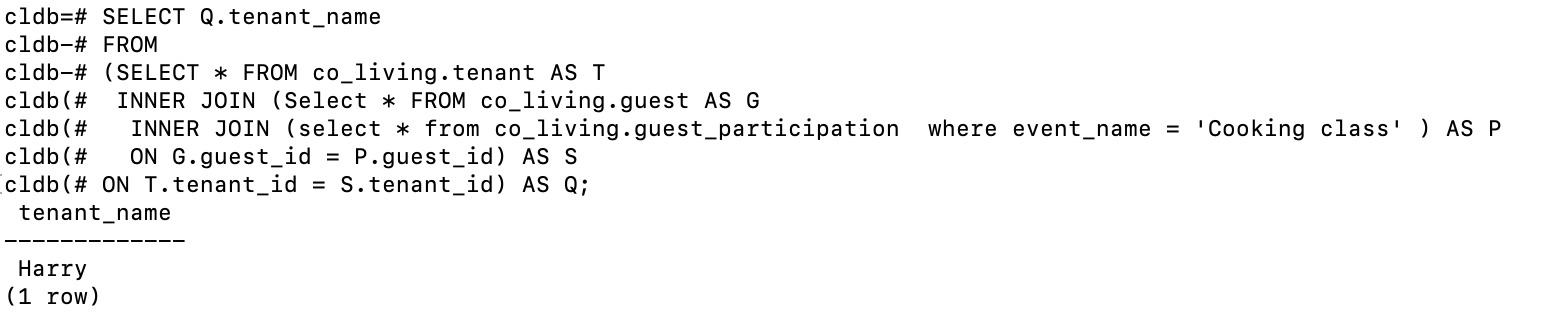 cldb=# SELECT Q.tenant_name
cldb-# FROM
cldb-# (SELECT * FROM co_living.tenant AS T
cldb(#  INNER JOIN (Select * FROM co_living.guest AS G
cldb(#   INNER JOIN (select * from co_living.guest_participation  where event_name = 'Cooking class' ) AS P
cldb(#   ON G.guest_id = P.guest_id) AS S
cldb(# ON T.tenant_id = S.tenant_id) AS Q;
 tenant_name
-------------
 Harry
(1 row)